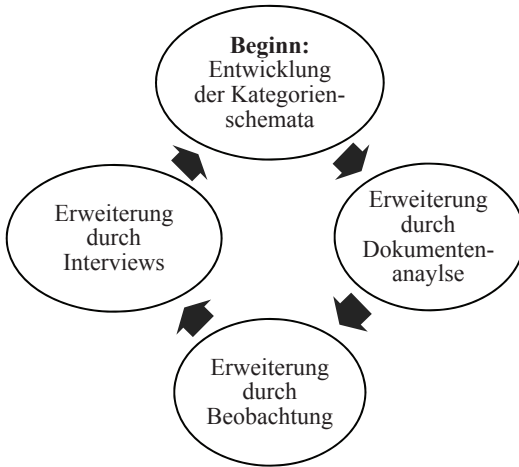 Beginn:
Entwicklung
der Kategorien-
schemata
Erweiterung
durch
Dokumenten-
anaylse
Erweiterung
durch
Beobachtung
Erweiterung
durch
Interviews